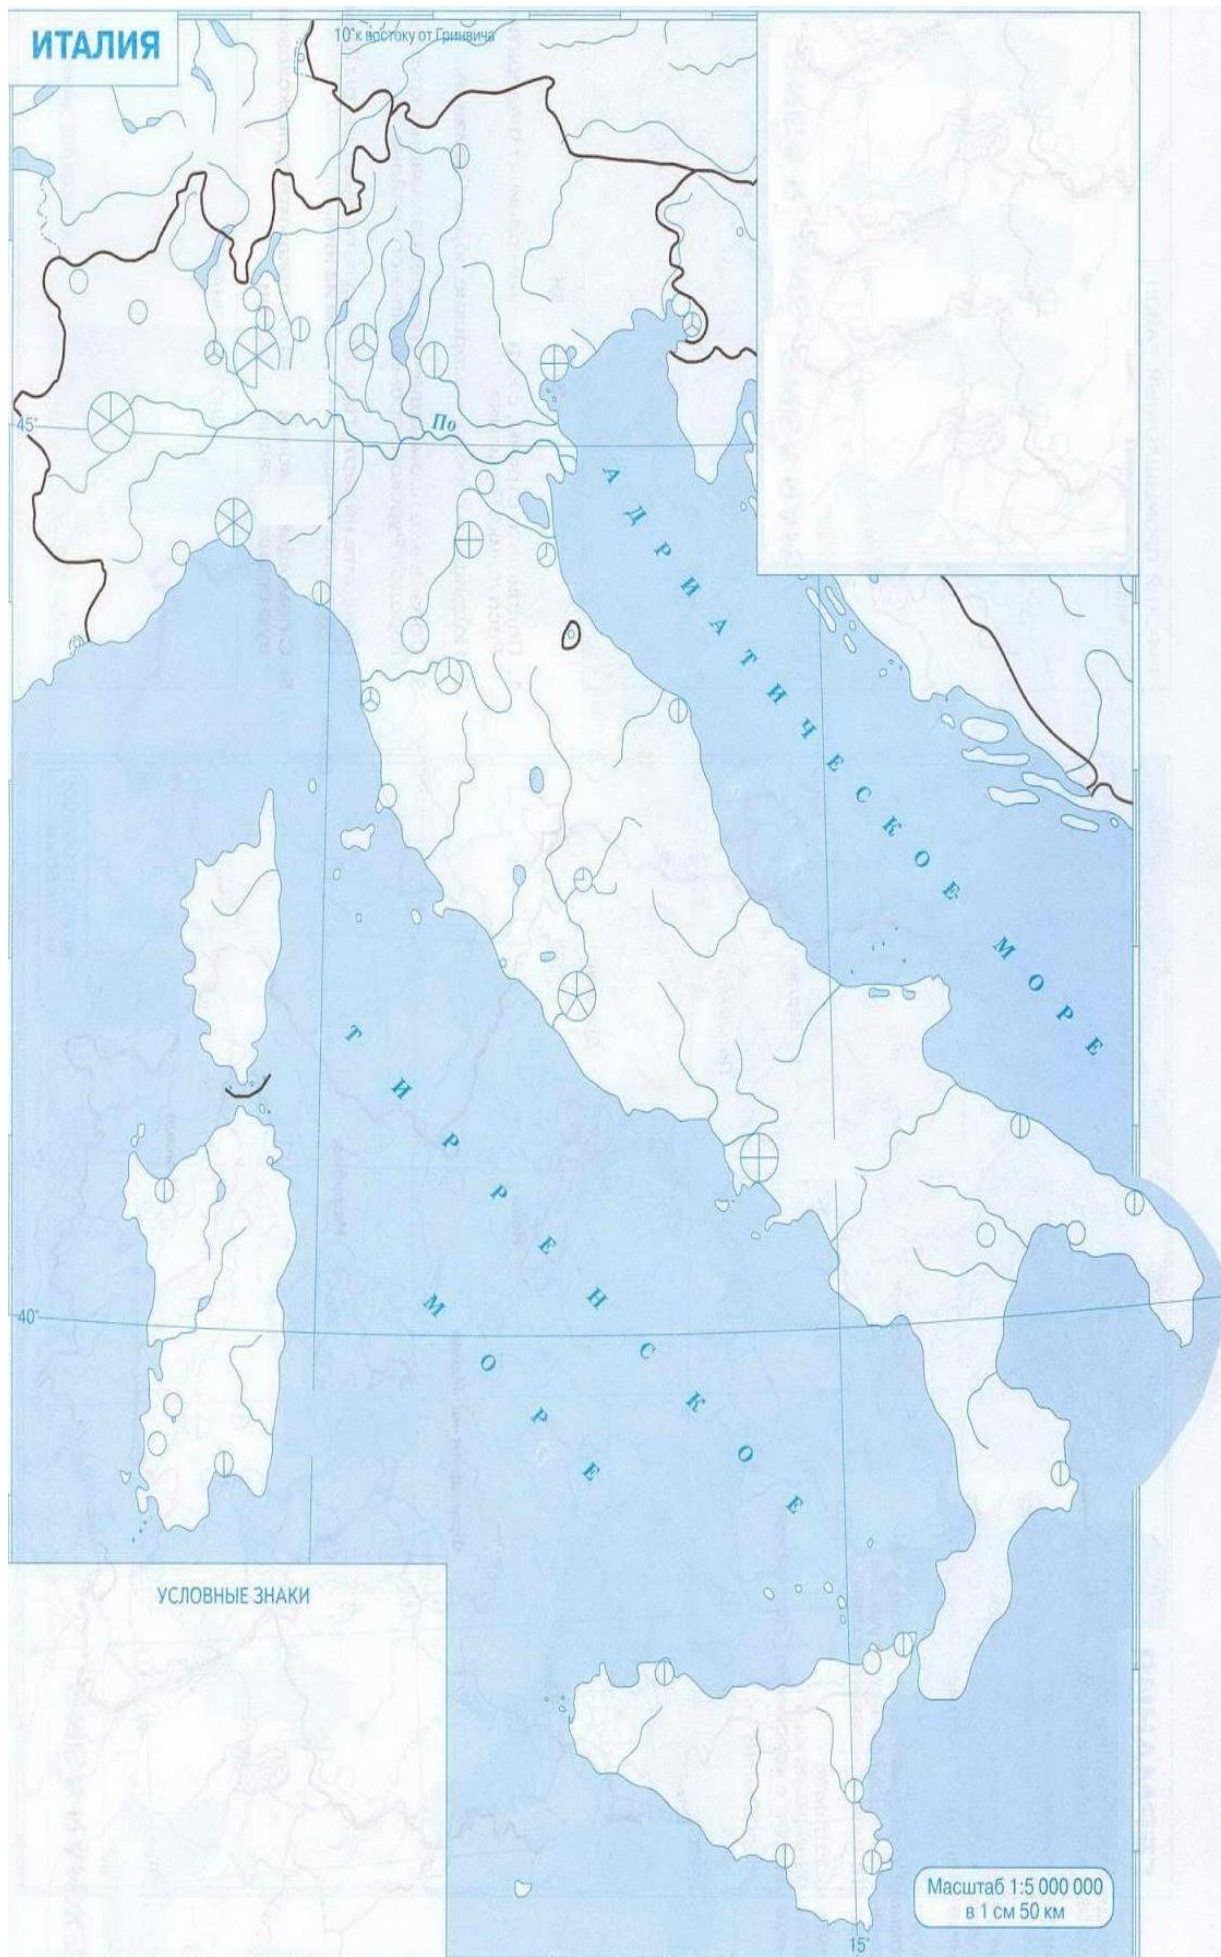 ИТАЛИЯ
10° к востоку от Гринвича
45°
По
АДРИАТИЧЕСКОЕ МОРЕ
ТИРРЕНСКОЕ
МОРЕ
40°
УСЛОВНЫЕ ЗНАКИ
Масштаб 1:5 000 000
в 1 см 50 км
15°